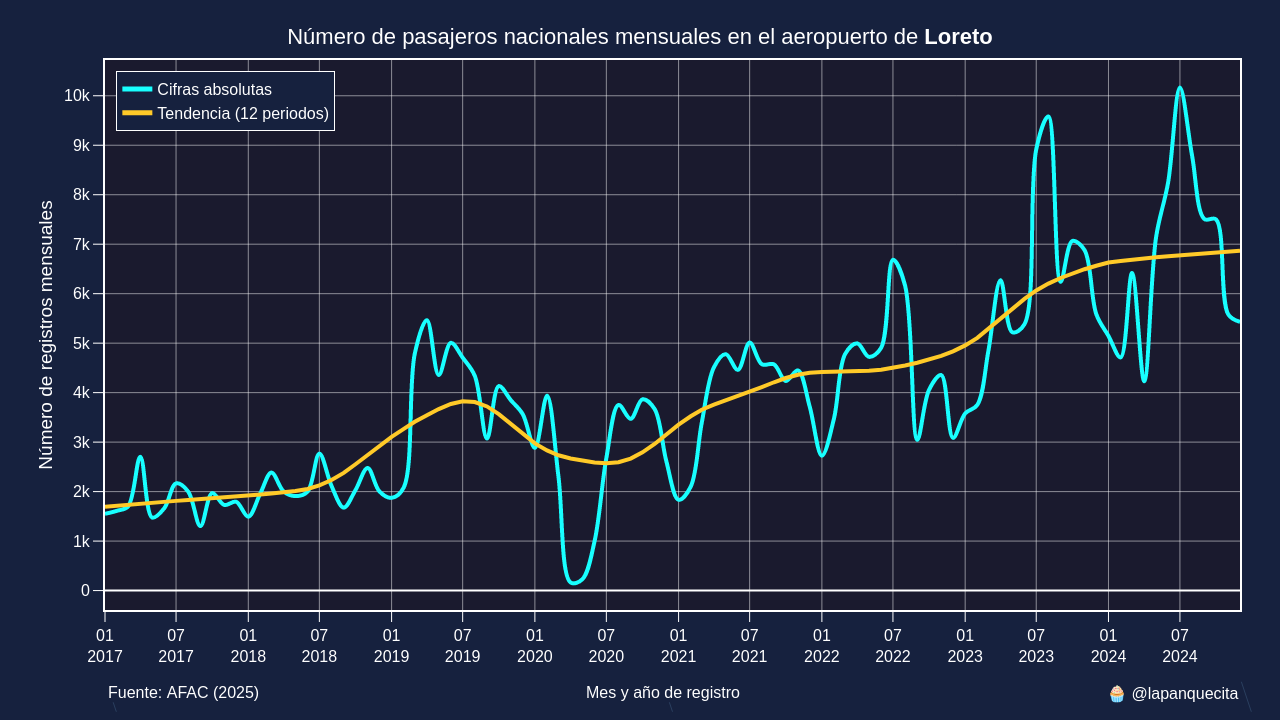 Número de pasajeros nacionales mensuales en el aeropuerto de Loreto
Cifras absolutas
Tendencia (12 periodos)
Número de registros mensuales
10k
9k
8k
7k
6k
5k
4k
3k
2k
1k
0
01 07 01 07 01 07 01 07 01 07 01 07 01 07 01 07
2017 2017 2018 2018 2019 2019 2020 2020 2021 2021 2022 2022 2023 2023 2024 2024
Fuente: AFAC (2025)
Mes y año de registro
🧁 @lapanquecita